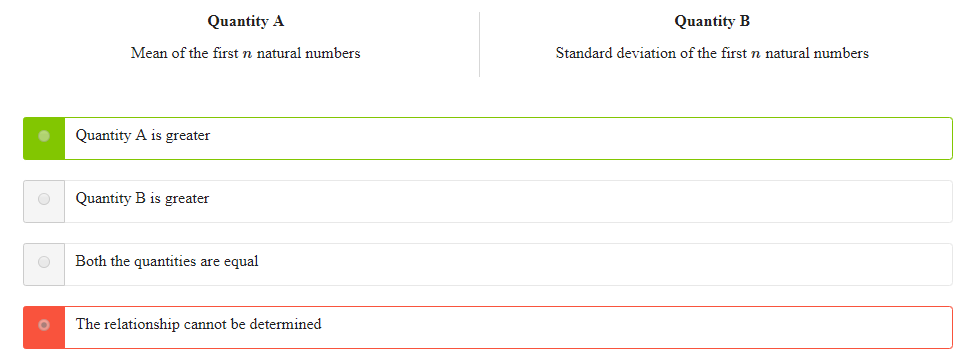 Quantity A
Quantity B
Mean of the first n natural numbers
Standard deviation of the first n natural numbers
Quantity A is greater
Quantity B is greater
Both the quantities are equal
The relationship cannot be determined